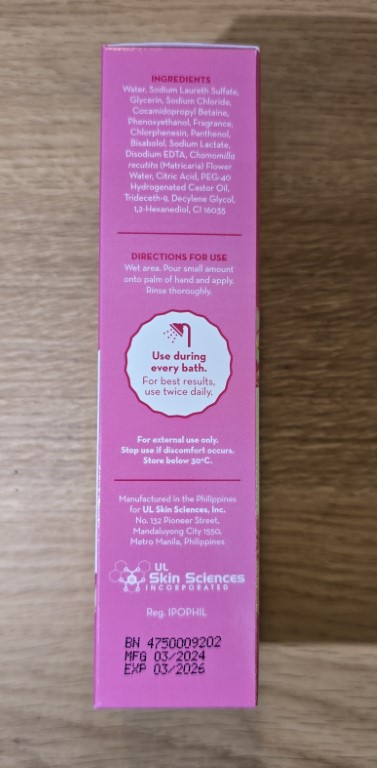 INGREDIENTS
Water, Sodium Laureth Sulfate,
Glycerin, Sodium Chloride,
Cocamidopropyl Betaine,
Phenoxyethanol, Fragrance,
Chlorphenesin, Panthenol,
Bisabolol, Sodium Lactate,
Disodium EDTA, Chamomilla
recutita (Matricaria) Flower
Water, Citric Acid, PEG-40
Hydrogenated Castor Oil,
Trideceth-9, Decylene Glycol,
1,2-Hexanediol, CI 16035
DIRECTIONS FOR USE
Wet area. Pour small amount
onto palm of hand and apply.
Rinse thoroughly.
Use during
every bath.
For best results,
use twice daily.
For external use only.
Stop use if discomfort occurs.
Store below 30°C.
Manufactured in the Philippines
for UL Skin Sciences, Inc.
No. 132 Pioneer Street,
Mandaluyong City 1550,
Metro Manila, Philippines
UL
Skin Sciences
INCORPORATED
Reg. IPOPHIL
BN 4750009202
MFG 03/2024
EXP 03/2026